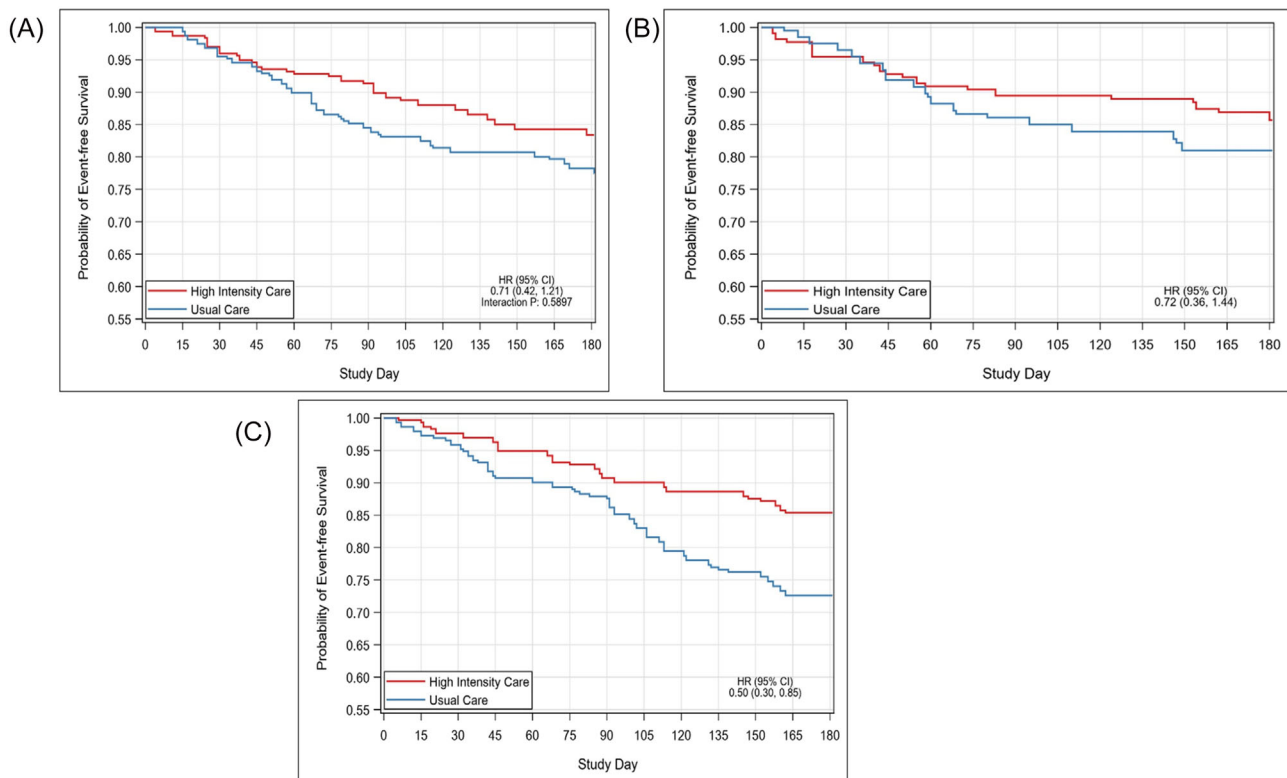 (A)
Probability of Event-free Survival
1.00
0.95
0.90
0.85
0.80
0.75
0.70
0.65
0.60
0.55
High Intensity Care
Usual Care
HR (95% CI)
0.71 (0.42, 1.21)
Interaction P: 0.5897
0 15 30 45 60 75 90 105 120 135 150 165 180
Study Day
(B)
Probability of Event-free Survival
1.00
0.95
0.90
0.85
0.80
0.75
0.70
0.65
0.60
0.55
High Intensity Care
Usual Care
HR (95% CI)
0.72 (0.36, 1.44)
0 15 30 45 60 75 90 105 120 135 150 165 180
Study Day
(C)
Probability of Event-free Survival
1.00
0.95
0.90
0.85
0.80
0.75
0.70
0.65
0.60
0.55
High Intensity Care
Usual Care
HR (95% CI)
0.50 (0.30, 0.85)
0 15 30 45 60 75 90 105 120 135 150 165 180
Study Day